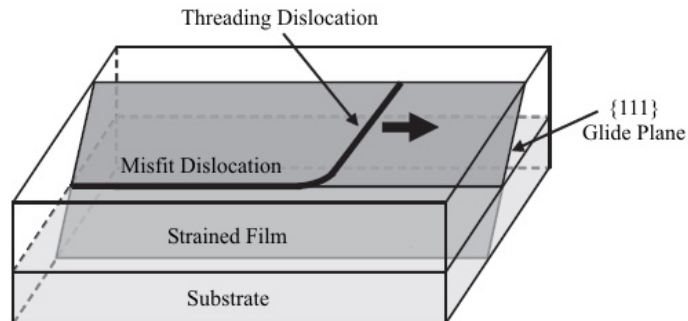 Threading Dislocation
{111}
Glide Plane
Misfit Dislocation
Strained Film
Substrate